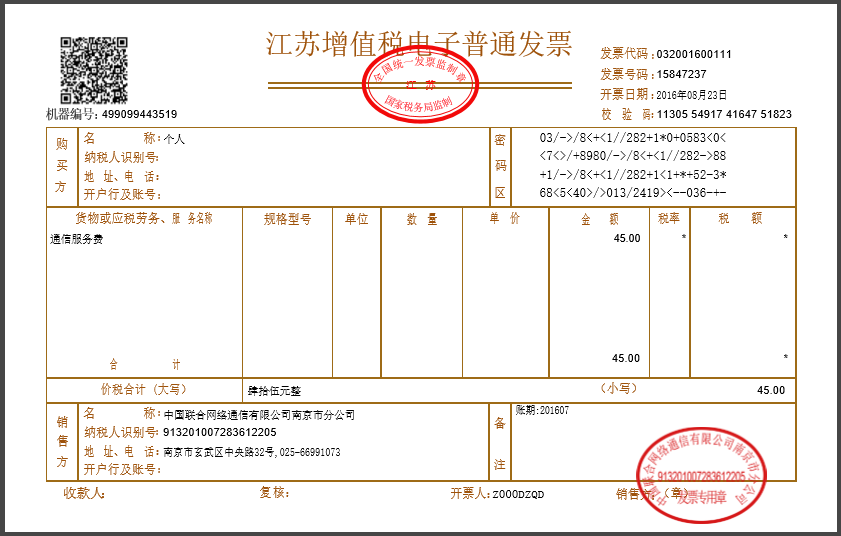 江苏增值税电子普通发票
全国统一发票监制章
江 苏
国家税务局监制
发票代码:032001600111
发票号码:15847237
开票日期:2016年08月23日
机器编号:499099443519
校 验 码:11305 54917 41647 51823
购买方
名 称:个人
纳税人识别号:
地 址、电 话:
开户行及账号:
密码区
03/->/8<+<1//282+1*0+0583<0<
<7<>/+8980/->/8+<+<1//282->88
+1/->/8<+<1//282+1<1+*+52-3*
68<5<40>/>013/2419><--036-+-
货物或应税劳务、服 务名称 规格型号 单位 数 量 单 价 金 额 税率 税 额
通信服务费 45.00 * *
合 计 45.00 *
价税合计（大写） 肆拾伍元整 （小写） 45.00
销售方
名 称:中国联合网络通信有限公司南京市分公司
纳税人识别号:913201007283612205
地 址、电 话:南京市玄武区中央路32号,025-66991073
开户行及账号:
备注
账期:201607
收款人: 复核: 开票人:Z000DZQD 销售方:（章）
中国联合网络通信有限公司南京市分公司
913201007283612205
发票专用章